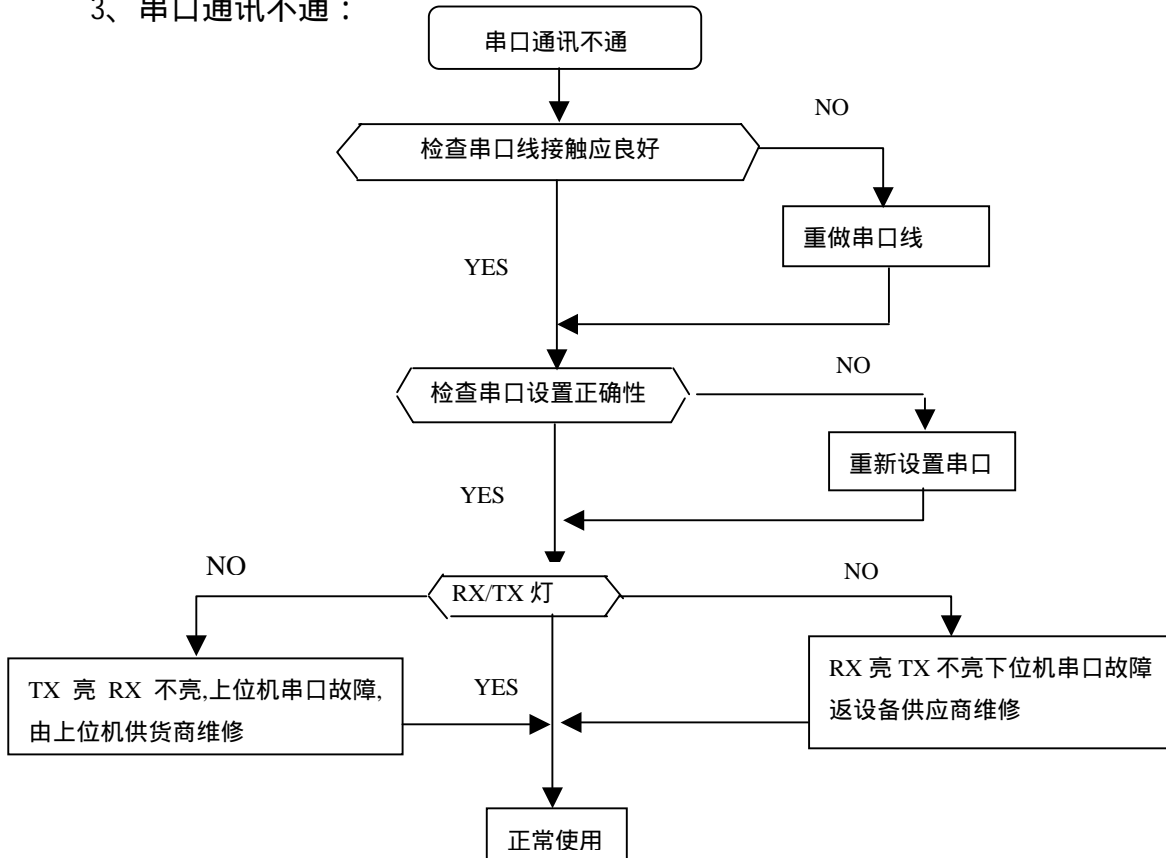 3、串口通讯不通：
串口通讯不通
NO
检查串口线接触应良好
重做串口线
YES
NO
检查串口设置正确性
重新设置串口
YES
NO
RX/TX 灯
NO
TX 亮 RX 不亮,上位机串口故障,
由上位机供货商维修
YES
RX 亮 TX 不亮下位机串口故障
返设备供应商维修
正常使用